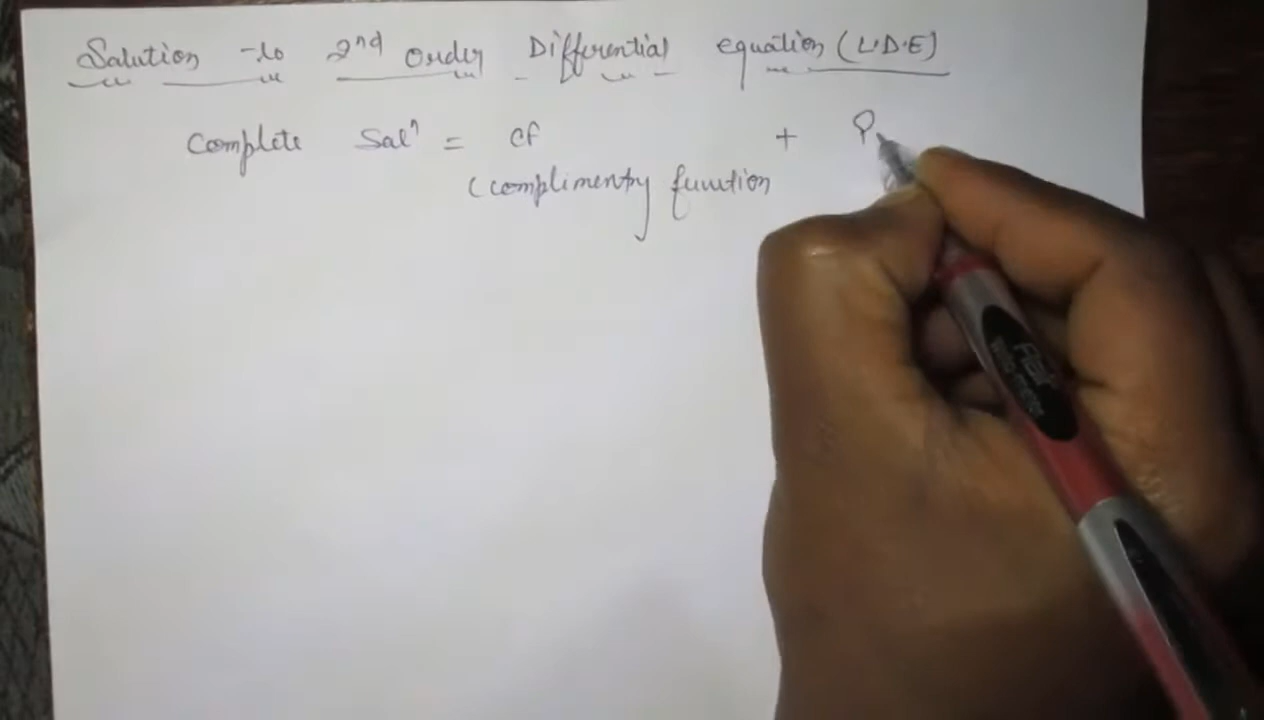 Solution to 2nd Order Differential equation (L.D.E)
Complete Solⁿ = CF + P
(complimentry function